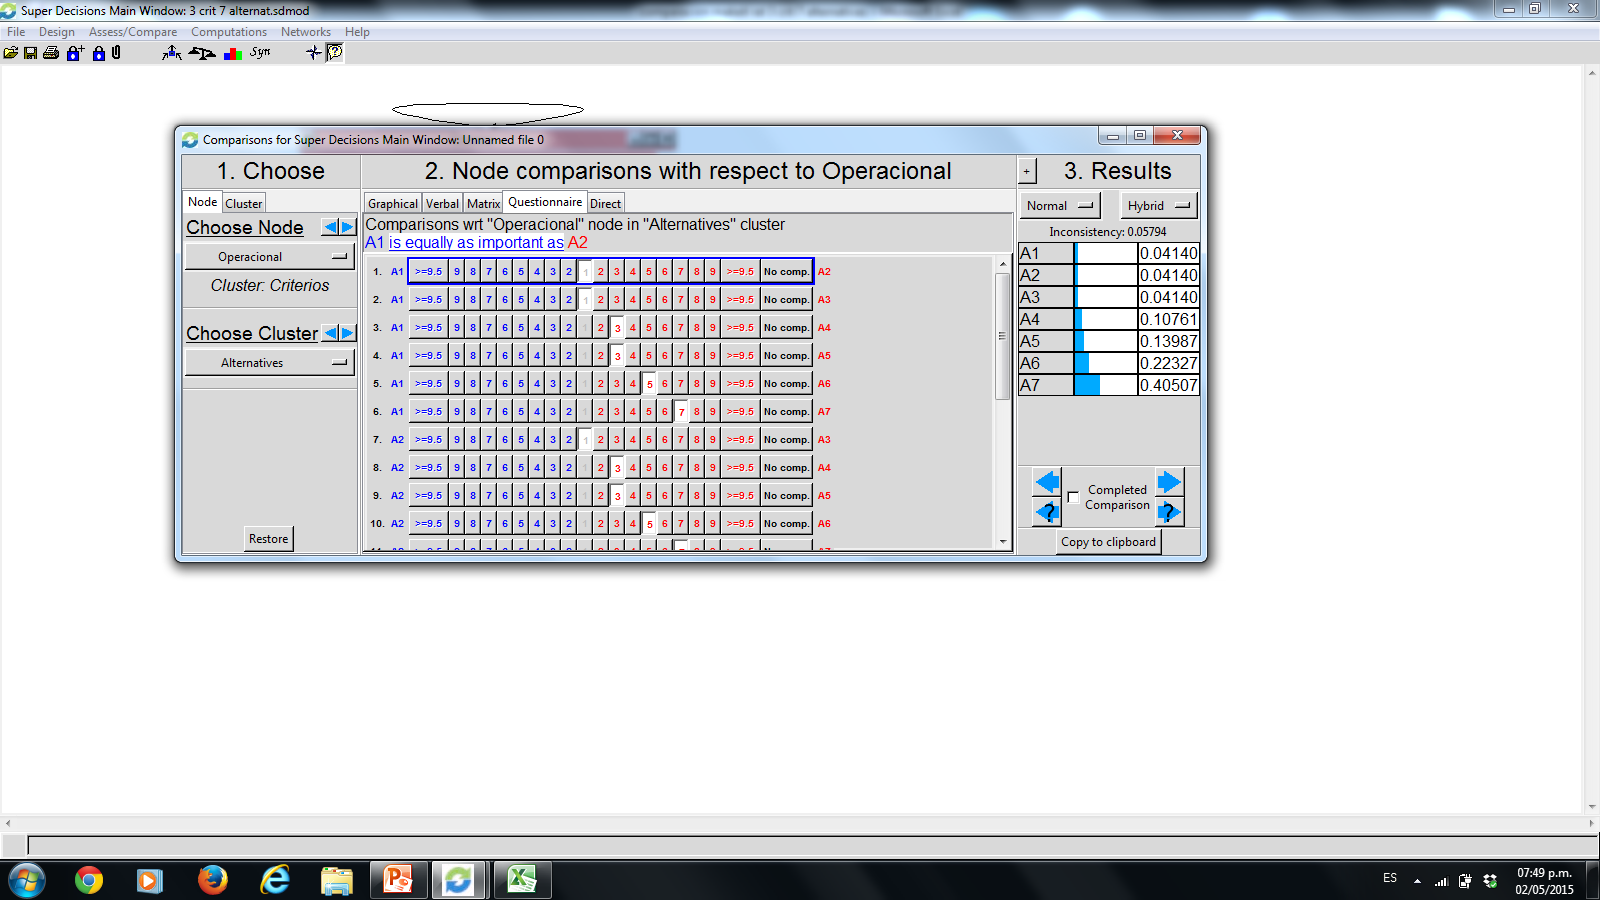 Super Decisions Main Window: 3 crit 7 alternat.sdmod
File Design Assess/Compare Computations Networks Help
Syn
Comparisons for Super Decisions Main Window: Unnamed file 0
1. Choose
2. Node comparisons with respect to Operacional
+ 3. Results
Node Cluster
Graphical Verbal Matrix Questionnaire Direct
Normal Hybrid
Choose Node
Operacional
Cluster: Criterios
Choose Cluster
Alternatives
Restore
Comparisons wrt "Operacional" node in "Alternatives" cluster
A1 is equally as important as A2
1. A1 >=9.5 9 8 7 6 5 4 3 2 1 2 3 4 5 6 7 8 9 >=9.5 No comp. A2
2. A1 >=9.5 9 8 7 6 5 4 3 2 1 2 3 4 5 6 7 8 9 >=9.5 No comp. A3
3. A1 >=9.5 9 8 7 6 5 4 3 2 1 2 3 4 5 6 7 8 9 >=9.5 No comp. A4
4. A1 >=9.5 9 8 7 6 5 4 3 2 1 2 3 4 5 6 7 8 9 >=9.5 No comp. A5
5. A1 >=9.5 9 8 7 6 5 4 3 2 1 2 3 4 5 6 7 8 9 >=9.5 No comp. A6
6. A1 >=9.5 9 8 7 6 5 4 3 2 1 2 3 4 5 6 7 8 9 >=9.5 No comp. A7
7. A2 >=9.5 9 8 7 6 5 4 3 2 1 2 3 4 5 6 7 8 9 >=9.5 No comp. A3
8. A2 >=9.5 9 8 7 6 5 4 3 2 1 2 3 4 5 6 7 8 9 >=9.5 No comp. A4
9. A2 >=9.5 9 8 7 6 5 4 3 2 1 2 3 4 5 6 7 8 9 >=9.5 No comp. A5
10. A2 >=9.5 9 8 7 6 5 4 3 2 1 2 3 4 5 6 7 8 9 >=9.5 No comp. A6
Inconsistency: 0.05794
A1 0.04140
A2 0.04140
A3 0.04140
A4 0.10761
A5 0.13987
A6 0.22327
A7 0.40507
Completed
Comparison
Copy to clipboard
ES
07:49 p.m.
02/05/2015